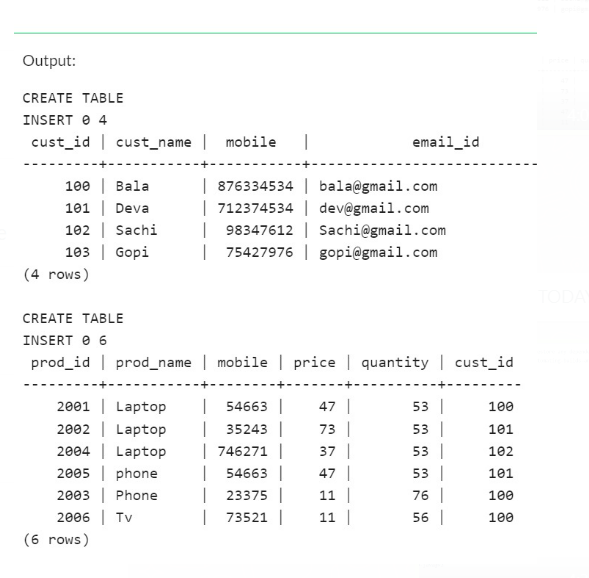 Output:
CREATE TABLE
INSERT 0 4
 cust_id | cust_name |  mobile   |            email_id
---------+-----------+-----------+---------------------------
     100 | Bala      | 876334534 | bala@gmail.com
     101 | Deva      | 712374534 | dev@gmail.com
     102 | Sachi     |  98347612 | Sachi@gmail.com
     103 | Gopi      |  75427976 | gopi@gmail.com
(4 rows)
CREATE TABLE
INSERT 0 6
 prod_id | prod_name | mobile | price | quantity | cust_id
---------+-----------+--------+-------+----------+---------
    2001 | Laptop    |  54663 |    47 |       53 |     100
    2002 | Laptop    |  35243 |    73 |       53 |     101
    2004 | Laptop    | 746271 |    37 |       53 |     102
    2005 | phone     |  54663 |    47 |       53 |     101
    2003 | Phone     |  23375 |    11 |       76 |     100
    2006 | Tv        |  73521 |    11 |       56 |     100
(6 rows)